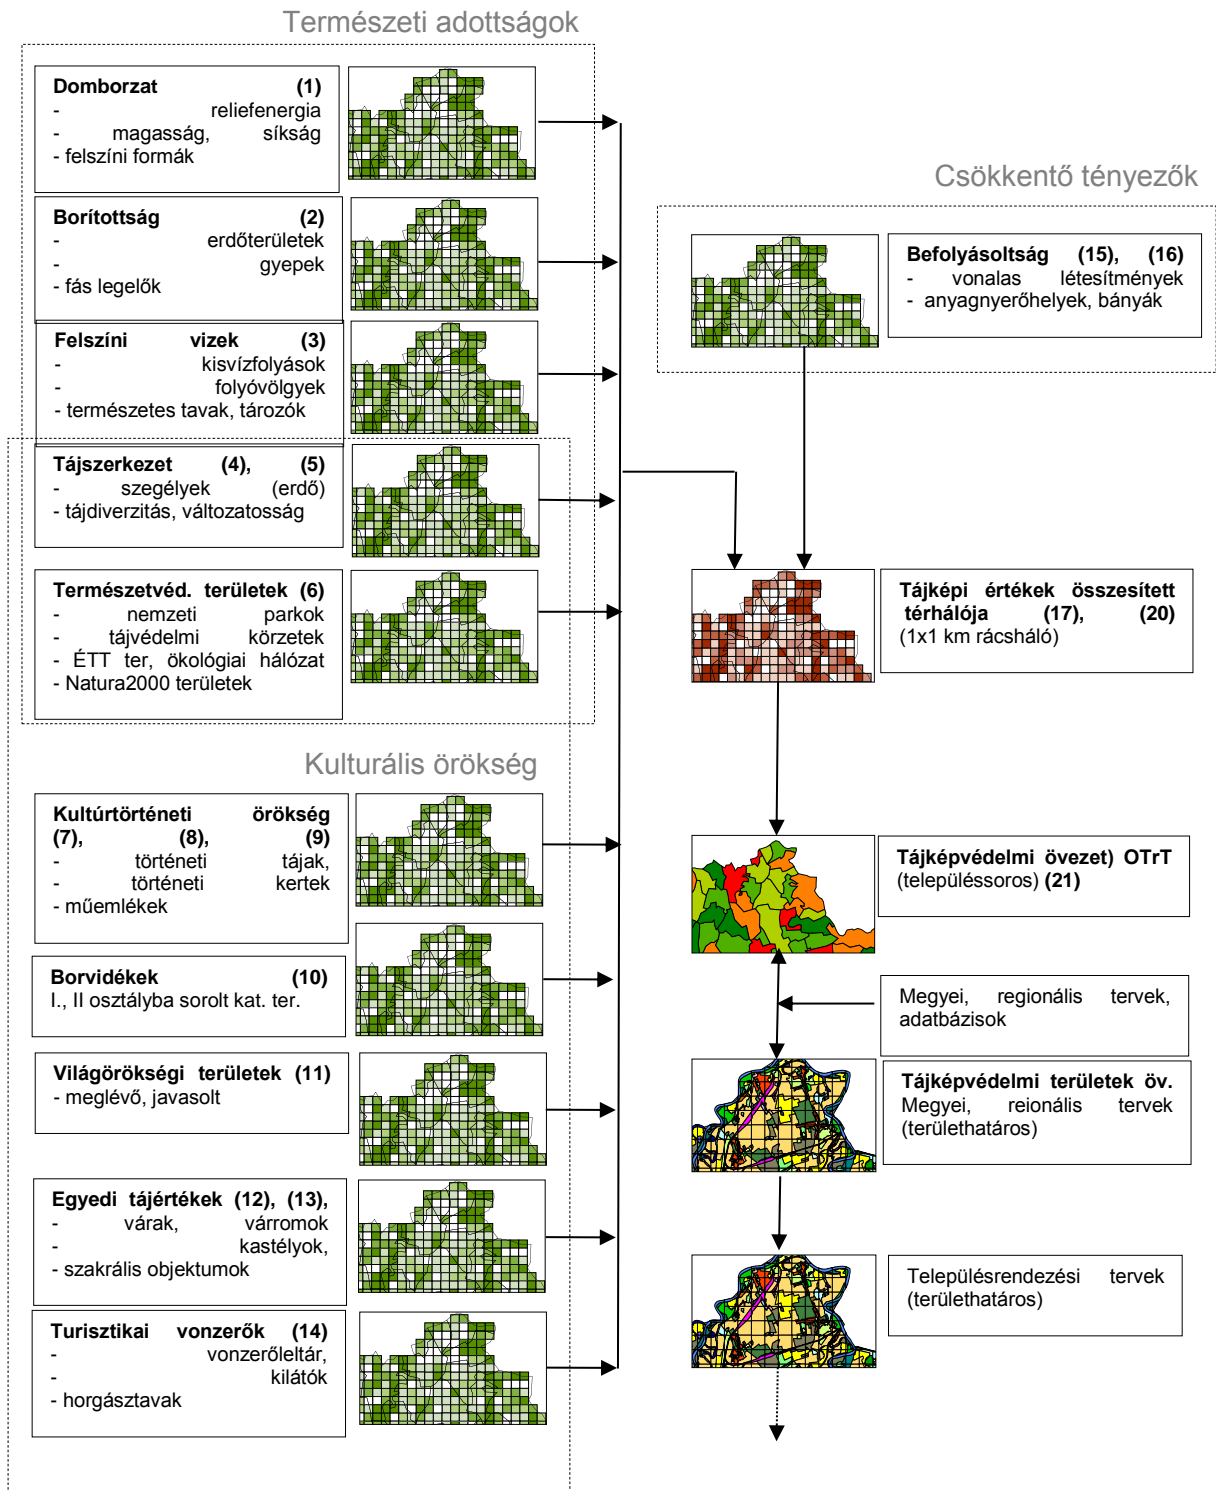 Természeti adottságok
Domborzat (1)
- reliefenergia
- magasság, síkság
- felszíni formák
Borítottság (2)
- erdőterületek
- gyepek
- fás legelők
Felszíni vizek (3)
- kisvízfolyások
- folyóvölgyek
- természetes tavak, tározók
Tájszerkezet (4), (5)
- szegélyek (erdő)
- tájdiverzitás, változatosság
Természetvéd. területek (6)
- nemzeti parkok
- tájvédelmi körzetek
- ÉTT ter, ökológiai hálózat
- Natura2000 területek
Kulturális örökség
Kultúrtörténeti örökség
(7), (8), (9)
- történeti tájak,
- történeti kertek
- műemlékek
Borvidékek (10)
I., II osztályba sorolt kat. ter.
Világörökségi területek (11)
- meglévő, javasolt
Egyedi tájértékek (12), (13),
- várak, várromok
- kastélyok,
- szakrális objektumok
Turisztikai vonzerők (14)
- vonzerőleltár,
- kilátók
- horgásztavak
Csökkentő tényezők
Befolyásoltság (15), (16)
- vonalas létesítmények
- anyagnyerőhelyek, bányák
Tájképi értékek összesített
térhálója (17), (20)
(1x1 km rácsháló)
Tájképvédelmi övezet) OTrT
(településsoros) (21)
Megyei, regionális tervek,
adatbázisok
Tájképvédelmi területek öv.
Megyei, reionális tervek
(területhatáros)
Településrendezési tervek
(területhatáros)